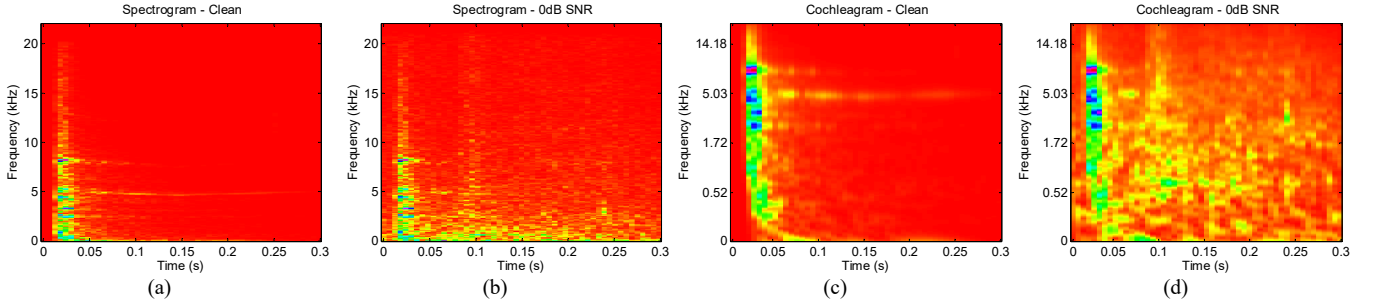 Spectrogram - Clean
Frequency (kHz)
20
15
10
5
0
0 0.05 0.1 0.15 0.2 0.25 0.3
Time (s)
(a)
Spectrogram - 0dB SNR
Frequency (kHz)
20
15
10
5
0
0 0.05 0.1 0.15 0.2 0.25 0.3
Time (s)
(b)
Cochleagram - Clean
Frequency (kHz)
14.18
5.03
1.72
0.52
0
0 0.05 0.1 0.15 0.2 0.25 0.3
Time (s)
(c)
Cochleagram - 0dB SNR
Frequency (kHz)
14.18
5.03
1.72
0.52
0
0 0.05 0.1 0.15 0.2 0.25 0.3
Time (s)
(d)